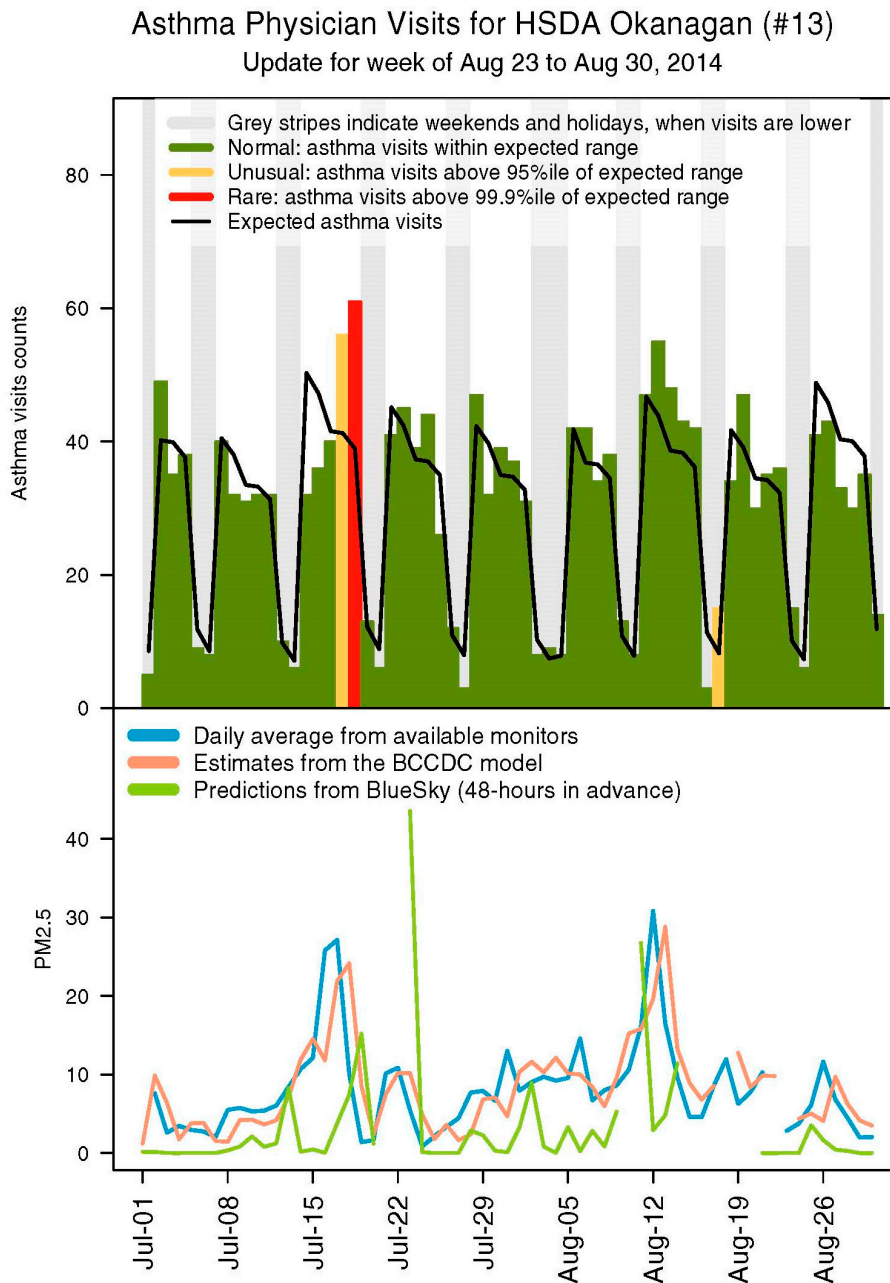 Asthma Physician Visits for HSDA Okanagan (#13)
Update for week of Aug 23 to Aug 30, 2014
Grey stripes indicate weekends and holidays, when visits are lower
Normal: asthma visits within expected range
Unusual: asthma visits above 95%ile of expected range
Rare: asthma visits above 99.9%ile of expected range
Expected asthma visits
Asthma visits counts
80
60
40
20
0
Daily average from available monitors
Estimates from the BCCDC model
Predictions from BlueSky (48-hours in advance)
PM2.5
40
30
20
10
0
Jul-01
Jul-08
Jul-15
Jul-22
Jul-29
Aug-05
Aug-12
Aug-19
Aug-26